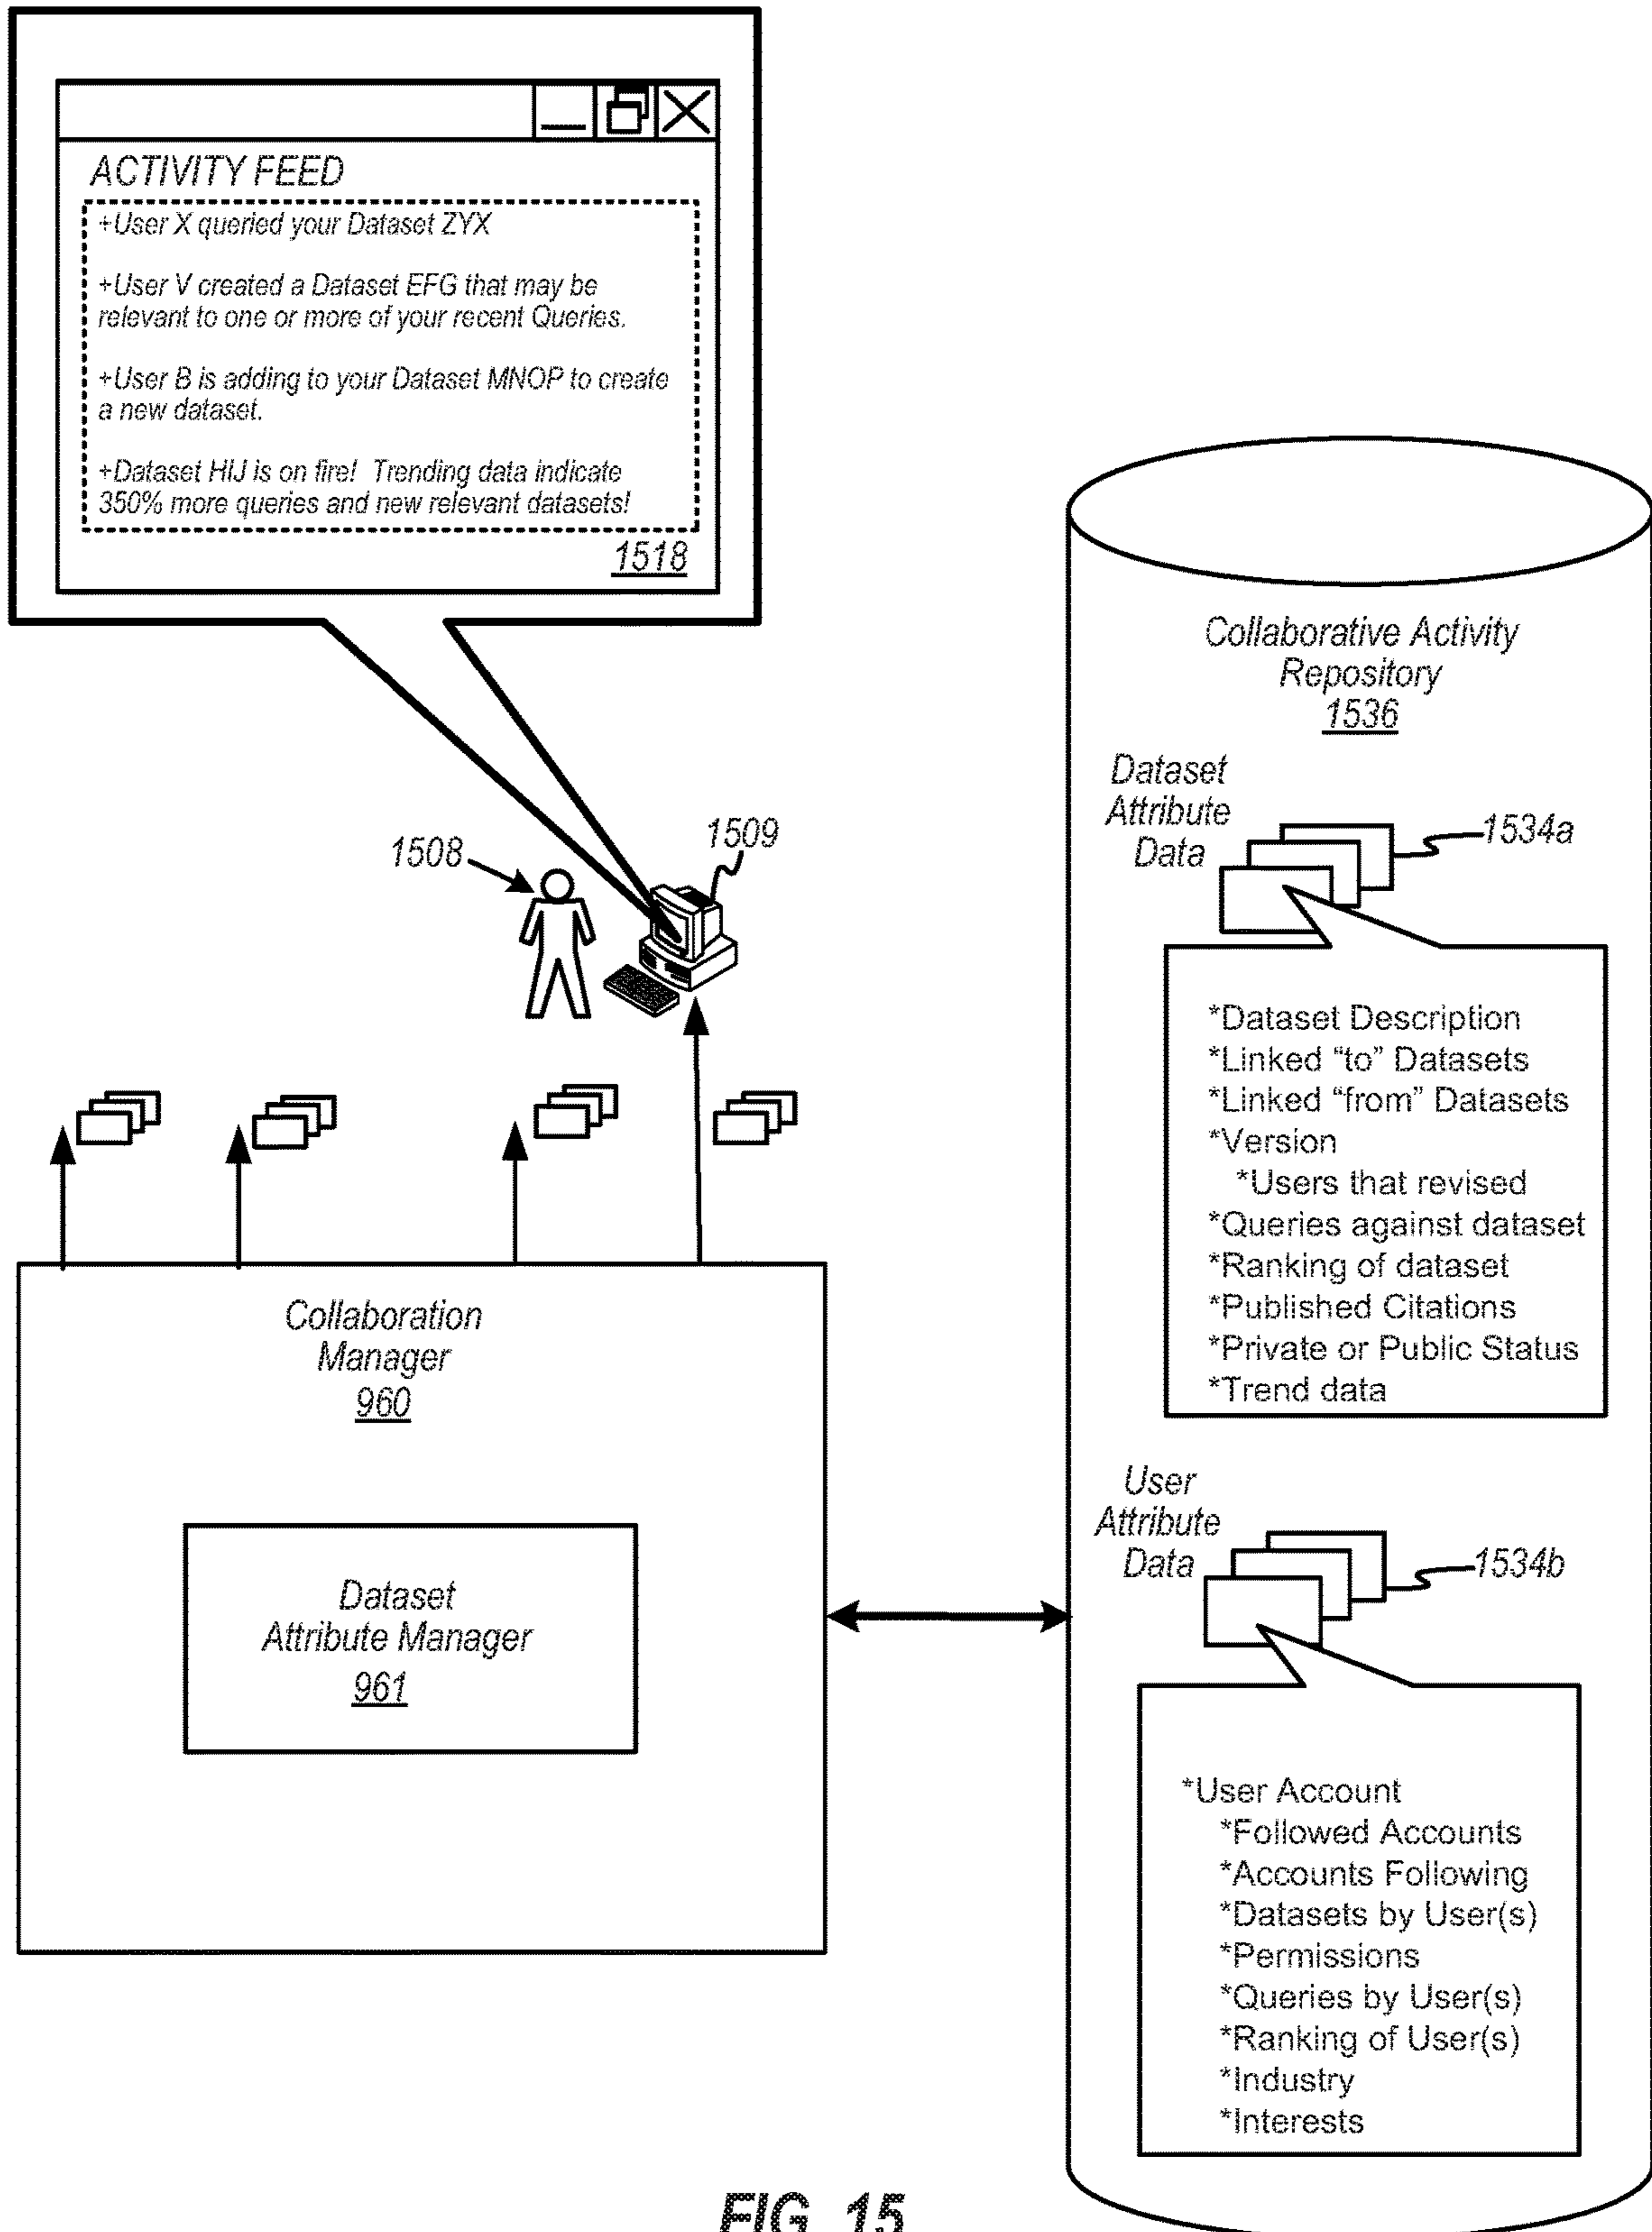 ACTIVITY FEED
+User X queried your Dataset ZYX
+User V created a Dataset EFG that may be
relevant to one or more of your recent Queries.
+User B is adding to your Dataset MNOP to create
a new dataset.
+Dataset HIJ is on fire! Trending data indicate
350% more queries and new relevant datasets!
1518
1508
1509
Collaboration
Manager
960
Dataset
Attribute Manager
961
Collaborative Activity
Repository
1536
Dataset
Attribute
Data
1534a
*Dataset Description
*Linked “to” Datasets
*Linked “from” Datasets
*Version
*Users that revised
*Queries against dataset
*Ranking of dataset
*Published Citations
*Private or Public Status
*Trend data
User
Attribute
Data
1534b
*User Account
*Followed Accounts
*Accounts Following
*Datasets by User(s)
*Permissions
*Queries by User(s)
*Ranking of User(s)
*Industry
*Interests
FIG. 15